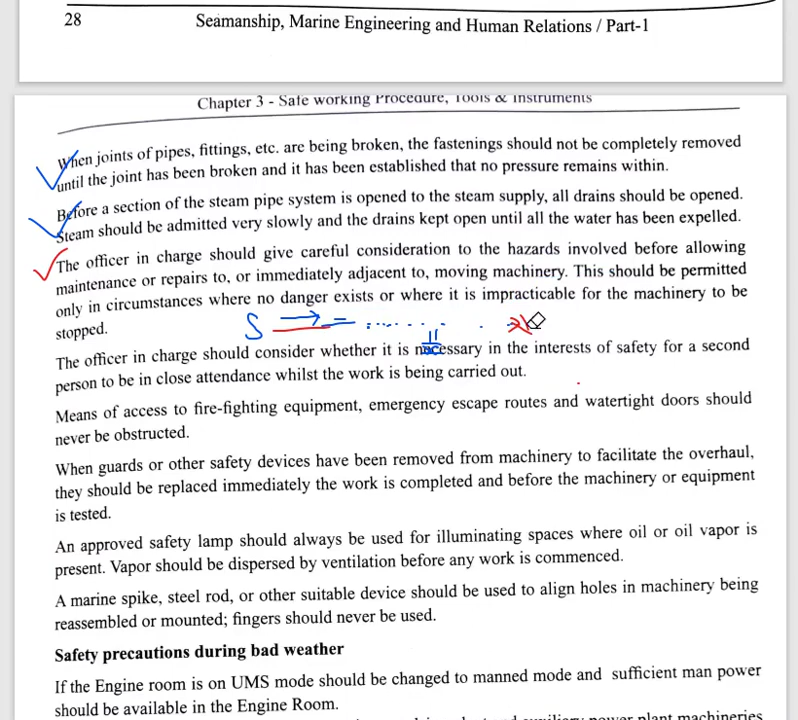 28
Seamanship, Marine Engineering and Human Relations / Part-1
Chapter 3 - Safe working Procedure, Tools & Instruments
When joints of pipes, fittings, etc. are being broken, the fastenings should not be completely removed
until the joint has been broken and it has been established that no pressure remains within.
Before a section of the steam pipe system is opened to the steam supply, all drains should be opened.
Steam should be admitted very slowly and the drains kept open until all the water has been expelled.
The officer in charge should give careful consideration to the hazards involved before allowing
maintenance or repairs to, or immediately adjacent to, moving machinery. This should be permitted
only in circumstances where no danger exists or where it is impracticable for the machinery to be
stopped.
S
The officer in charge should consider whether it is necessary in the interests of safety for a second
person to be in close attendance whilst the work is being carried out.
Means of access to fire-fighting equipment, emergency escape routes and watertight doors should
never be obstructed.
When guards or other safety devices have been removed from machinery to facilitate the overhaul,
they should be replaced immediately the work is completed and before the machinery or equipment
is tested.
An approved safety lamp should always be used for illuminating spaces where oil or oil vapor is
present. Vapor should be dispersed by ventilation before any work is commenced.
A marine spike, steel rod, or other suitable device should be used to align holes in machinery being
reassembled or mounted; fingers should never be used.
Safety precautions during bad weather
If the Engine room is on UMS mode should be changed to manned mode and sufficient man power
should be available in the Engine Room.
power plant machineries